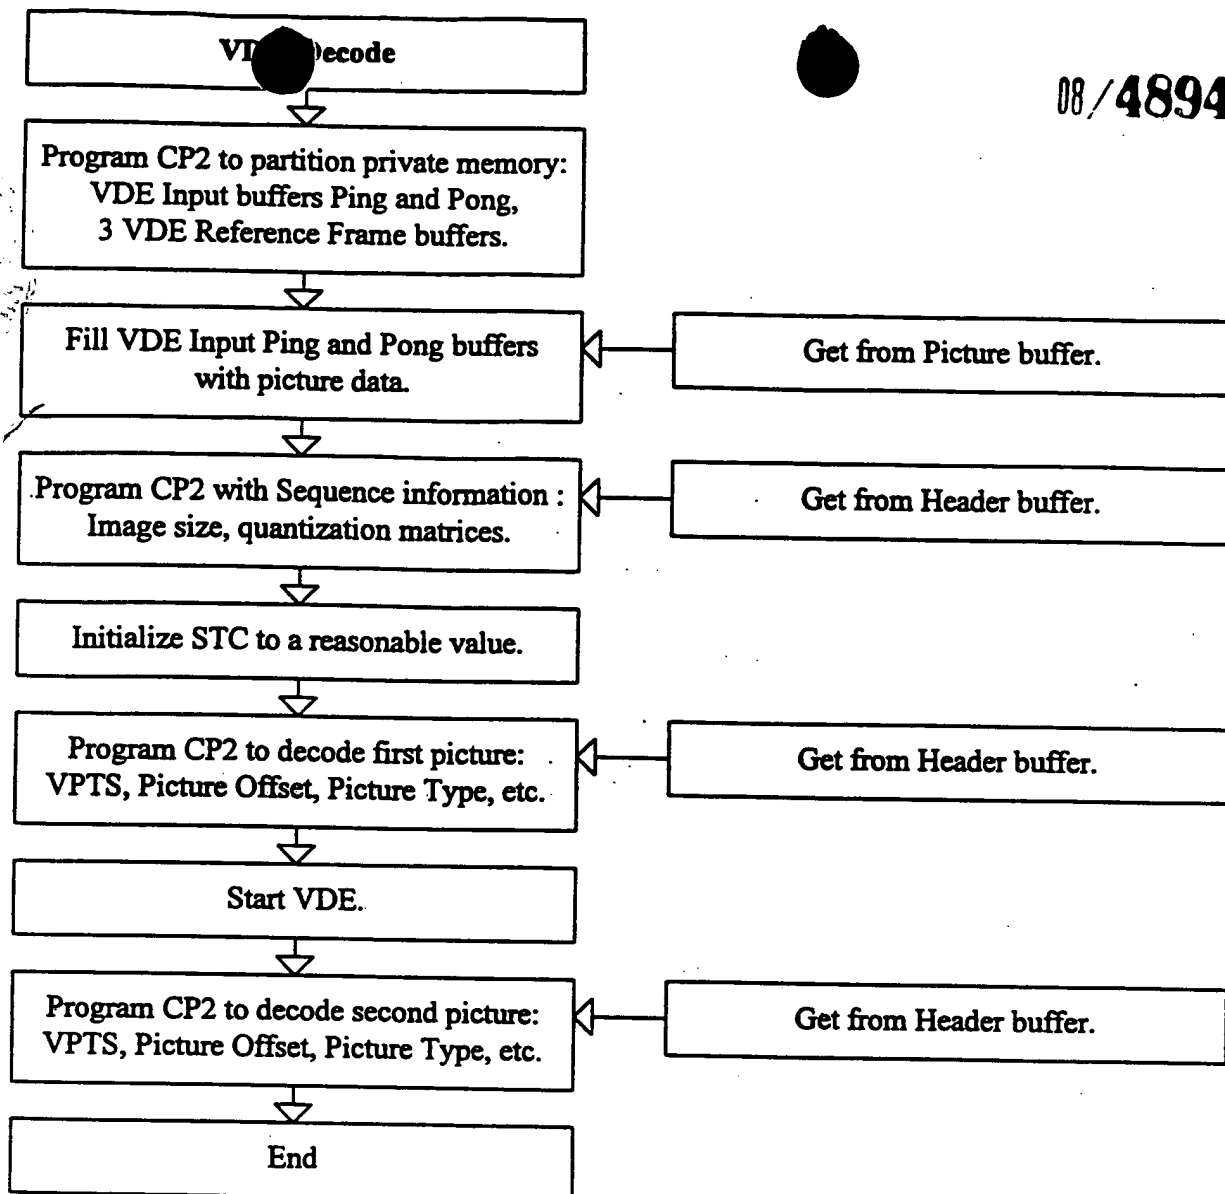 08/4894
Decode
Program CP2 to partition private memory:
VDE Input buffers Ping and Pong,
3 VDE Reference Frame buffers.
Fill VDE Input Ping and Pong buffers
with picture data.
Get from Picture buffer.
Program CP2 with Sequence information :
Image size, quantization matrices.
Get from Header buffer.
Initialize STC to a reasonable value.
Program CP2 to decode first picture:
VPTS, Picture Offset, Picture Type, etc.
Get from Header buffer.
Start VDE.
Program CP2 to decode second picture:
VPTS, Picture Offset, Picture Type, etc.
Get from Header buffer.
End